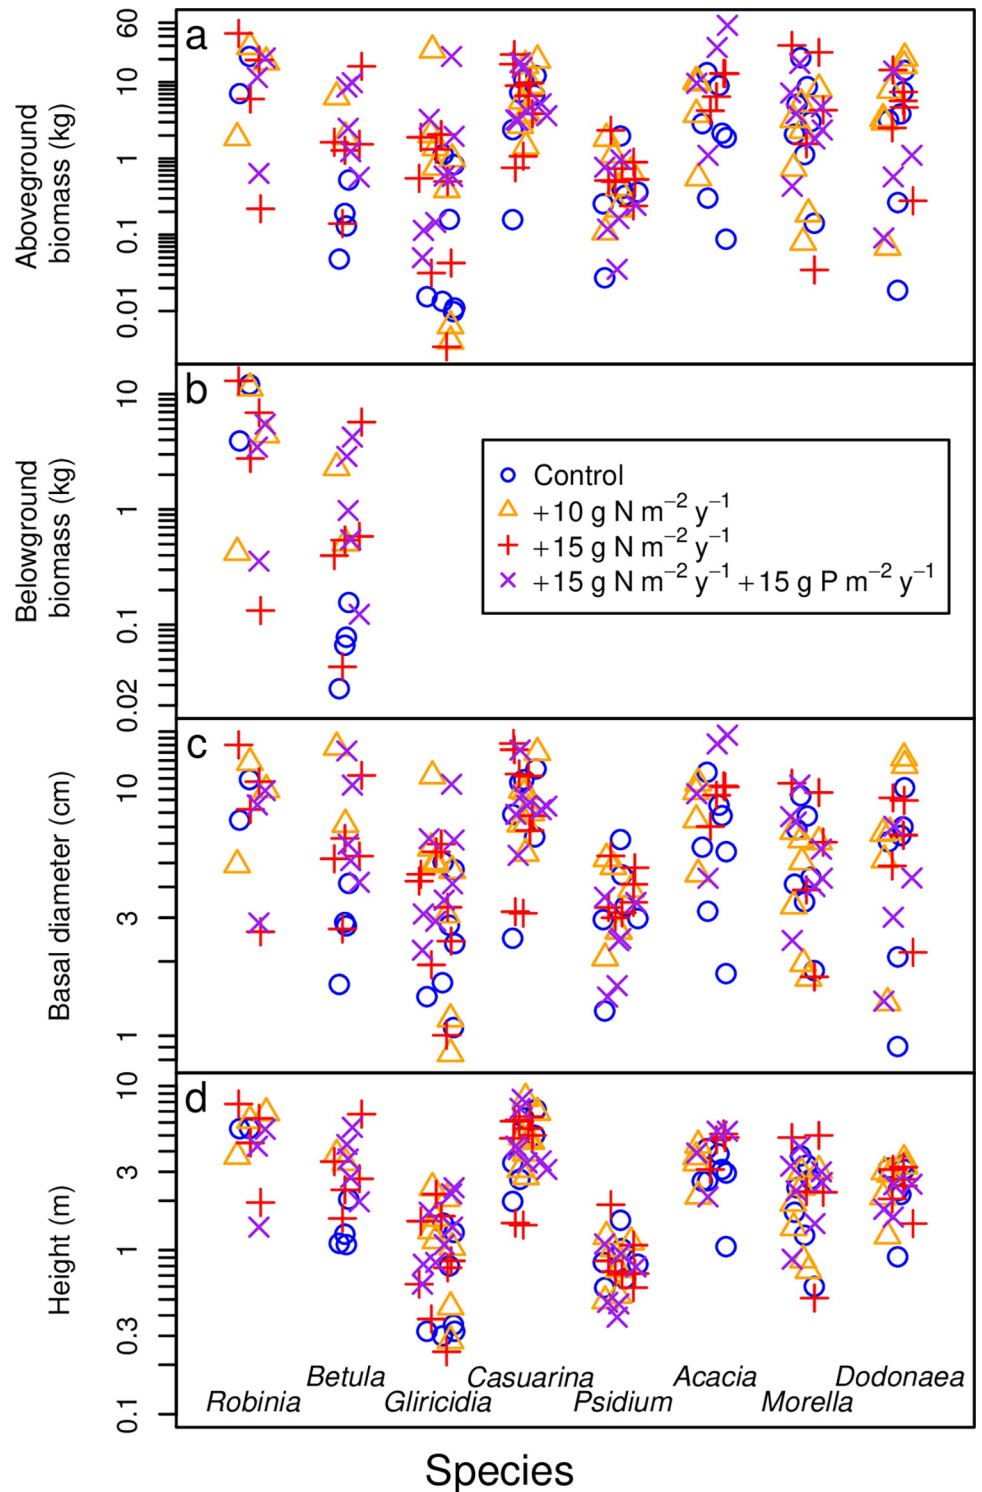 a
Aboveground
biomass (kg)
60
10
1
0.1
0.01
b
Belowground
biomass (kg)
10
1
0.1
0.02
Control
+10 g N m⁻² y⁻¹
+15 g N m⁻² y⁻¹
+15 g N m⁻² y⁻¹ +15 g P m⁻² y⁻¹
c
Basal diameter (cm)
10
3
1
d
Height (m)
10
3
1
0.3
0.1
Robinia
Betula
Gliricidia
Casuarina
Psidium
Acacia
Morella
Dodonaea
Species